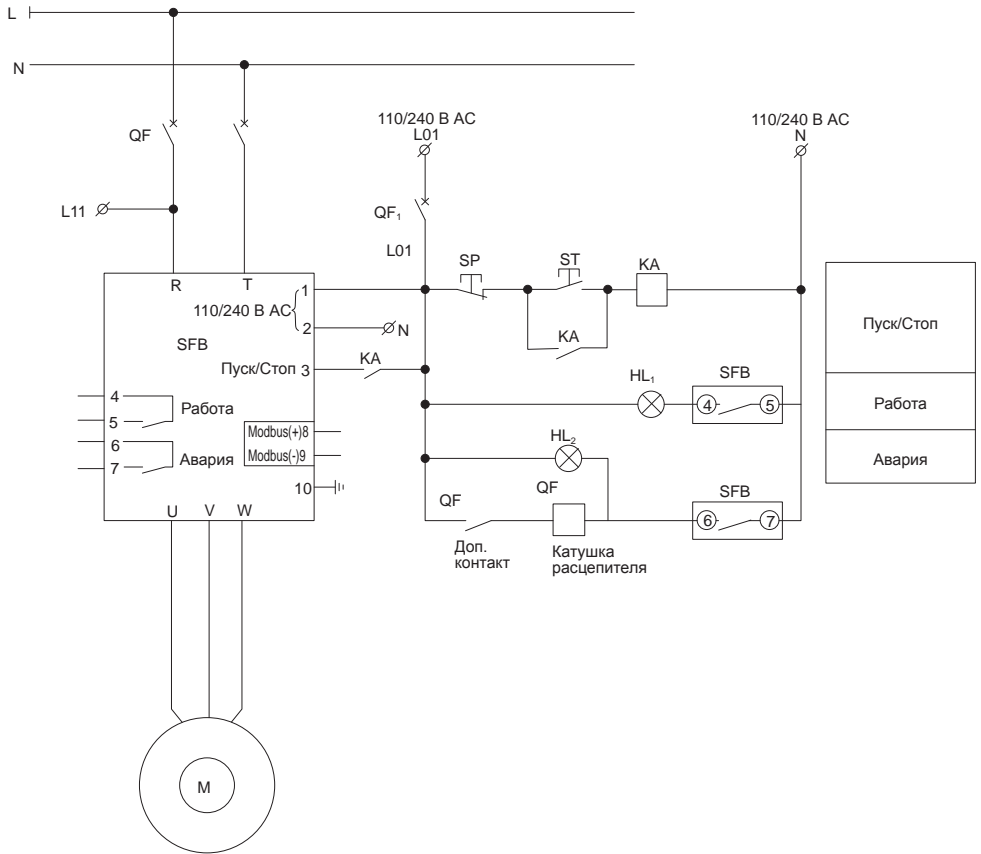 L
N
QF
L11
110/240 В АС
L01
110/240 В АС
N
QF₁
L01
SP
ST
KA
KA
R
T
1
110/240 В АС
2
N
SFB
Пуск/Стоп 3
KA
4
Работа
5
6
Авария
7
Modbus(+)8
Modbus(-)9
10
U
V
W
HL₁
SFB
4
5
HL₂
QF
QF
SFB
6
7
Доп.
контакт
Катушка
расцепителя
Пуск/Стоп
Работа
Авария
M